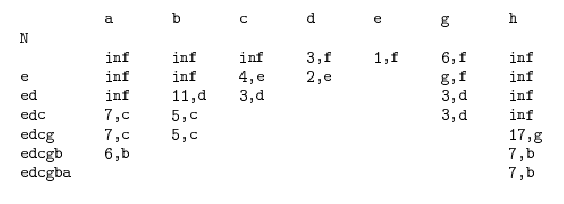 a b c d e g h
N
inf inf inf 3,f 1,f 6,f inf
e inf inf 4,e 2,e g,f inf
ed inf 11,d 3,d 3,d inf
edc 7,c 5,c 3,d inf
edcg 7,c 5,c 17,g
edcgb 6,b 7,b
edcgba 7,b